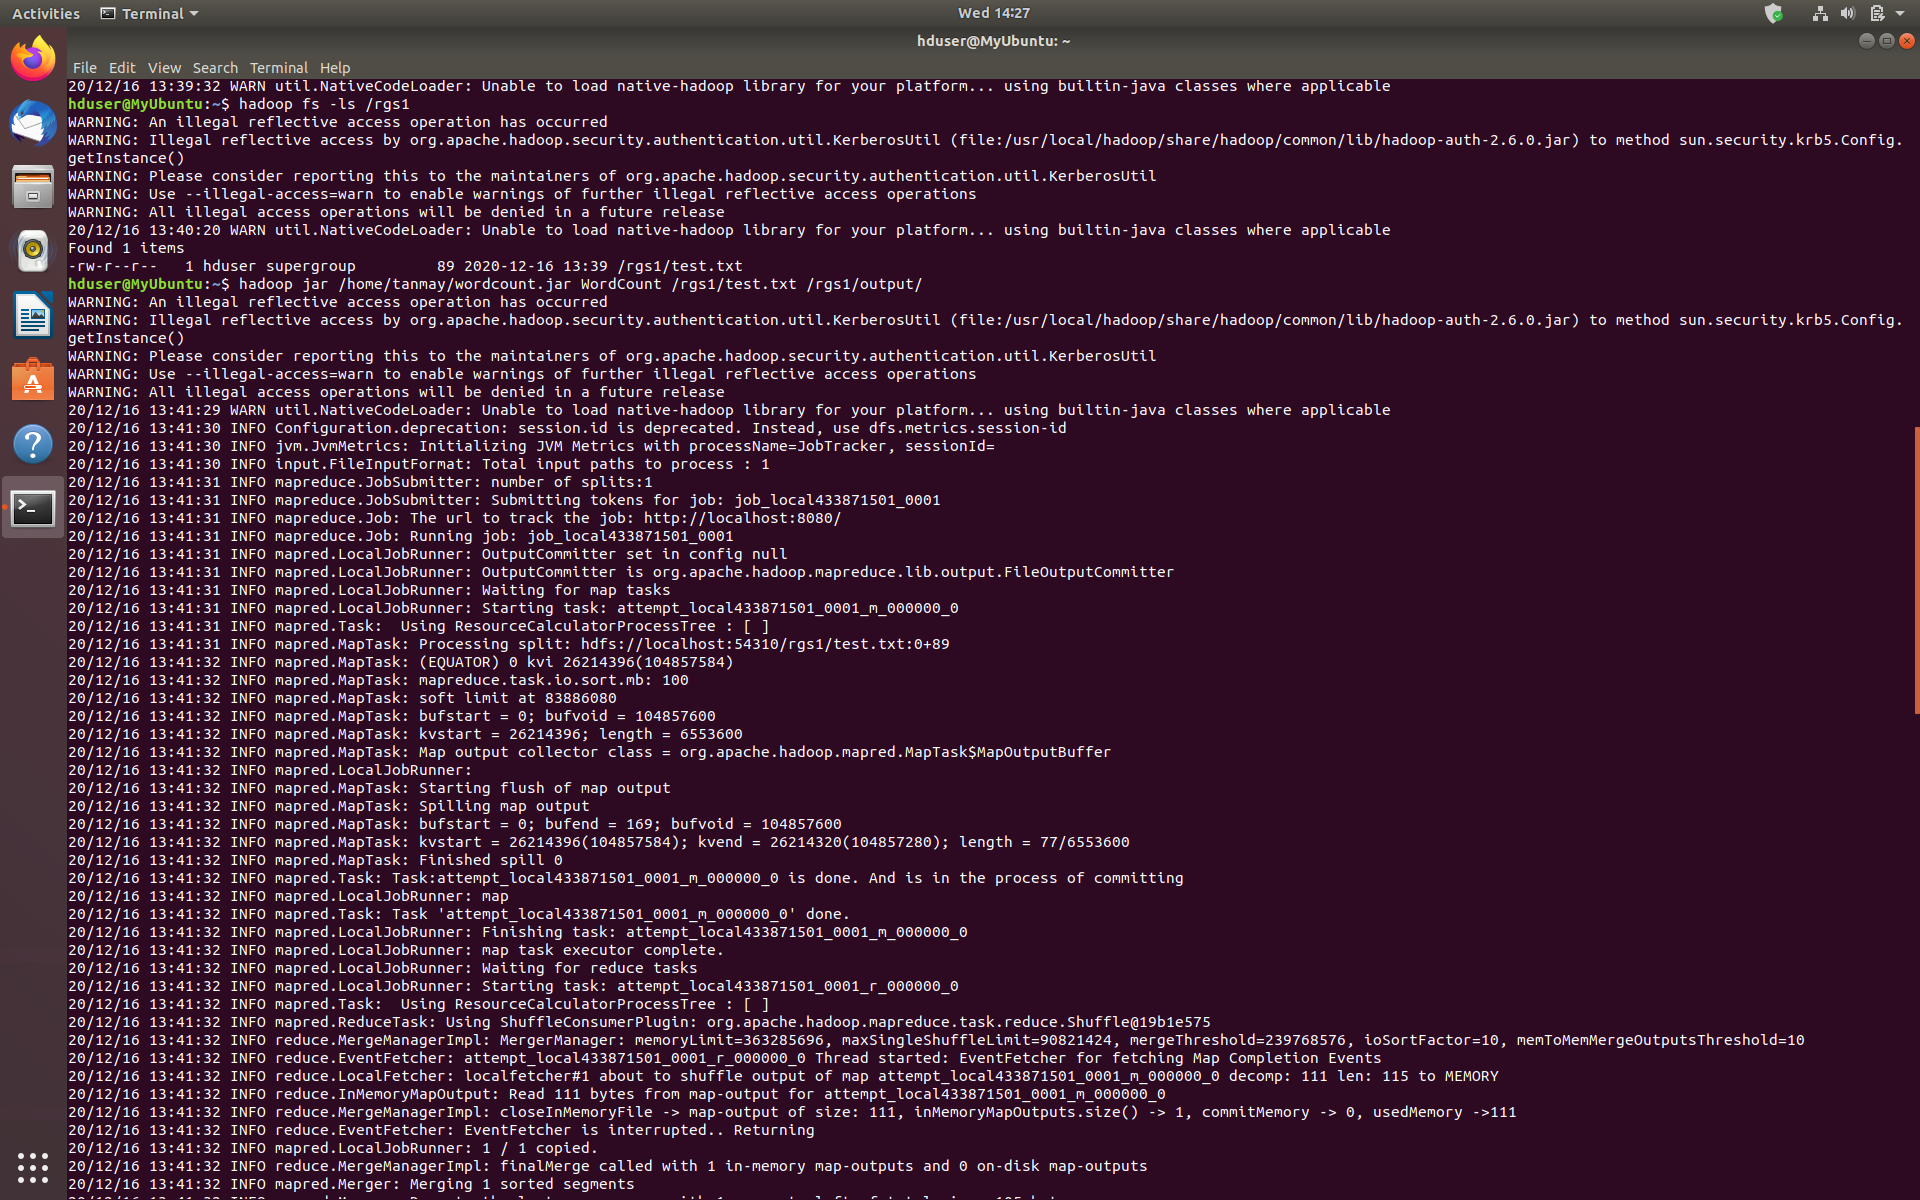 Activities Terminal Wed 14:27
hduser@MyUbuntu: ~
File Edit View Search Terminal Help
20/12/16 13:39:32 WARN util.NativeCodeLoader: Unable to load native-hadoop library for your platform... using builtin-java classes where applicable
hduser@MyUbuntu:~$ hadoop fs -ls /rgs1
WARNING: An illegal reflective access operation has occurred
WARNING: Illegal reflective access by org.apache.hadoop.security.authentication.util.KerberosUtil (file:/usr/local/hadoop/share/hadoop/common/lib/hadoop-auth-2.6.0.jar) to method sun.security.krb5.Config.
getInstance()
WARNING: Please consider reporting this to the maintainers of org.apache.hadoop.security.authentication.util.KerberosUtil
WARNING: Use --illegal-access=warn to enable warnings of further illegal reflective access operations
WARNING: All illegal access operations will be denied in a future release
20/12/16 13:40:20 WARN util.NativeCodeLoader: Unable to load native-hadoop library for your platform... using builtin-java classes where applicable
Found 1 items
-rw-r--r--   1 hduser supergroup         89 2020-12-16 13:39 /rgs1/test.txt
hduser@MyUbuntu:~$ hadoop jar /home/tanmay/wordcount.jar WordCount /rgs1/test.txt /rgs1/output/
WARNING: An illegal reflective access operation has occurred
WARNING: Illegal reflective access by org.apache.hadoop.security.authentication.util.KerberosUtil (file:/usr/local/hadoop/share/hadoop/common/lib/hadoop-auth-2.6.0.jar) to method sun.security.krb5.Config.
getInstance()
WARNING: Please consider reporting this to the maintainers of org.apache.hadoop.security.authentication.util.KerberosUtil
WARNING: Use --illegal-access=warn to enable warnings of further illegal reflective access operations
WARNING: All illegal access operations will be denied in a future release
20/12/16 13:41:29 WARN util.NativeCodeLoader: Unable to load native-hadoop library for your platform... using builtin-java classes where applicable
20/12/16 13:41:30 INFO Configuration.deprecation: session.id is deprecated. Instead, use dfs.metrics.session-id
20/12/16 13:41:30 INFO jvm.JvmMetrics: Initializing JVM Metrics with processName=JobTracker, sessionId=
20/12/16 13:41:30 INFO input.FileInputFormat: Total input paths to process : 1
20/12/16 13:41:31 INFO mapreduce.JobSubmitter: number of splits:1
20/12/16 13:41:31 INFO mapreduce.JobSubmitter: Submitting tokens for job: job_local433871501_0001
20/12/16 13:41:31 INFO mapreduce.Job: The url to track the job: http://localhost:8080/
20/12/16 13:41:31 INFO mapreduce.Job: Running job: job_local433871501_0001
20/12/16 13:41:31 INFO mapred.LocalJobRunner: OutputCommitter set in config null
20/12/16 13:41:31 INFO mapred.LocalJobRunner: OutputCommitter is org.apache.hadoop.mapreduce.lib.output.FileOutputCommitter
20/12/16 13:41:31 INFO mapred.LocalJobRunner: Waiting for map tasks
20/12/16 13:41:31 INFO mapred.LocalJobRunner: Starting task: attempt_local433871501_0001_m_000000_0
20/12/16 13:41:31 INFO mapred.Task:  Using ResourceCalculatorProcessTree : [ ]
20/12/16 13:41:31 INFO mapred.MapTask: Processing split: hdfs://localhost:54310/rgs1/test.txt:0+89
20/12/16 13:41:32 INFO mapred.MapTask: (EQUATOR) 0 kvi 26214396(104857584)
20/12/16 13:41:32 INFO mapred.MapTask: mapreduce.task.io.sort.mb: 100
20/12/16 13:41:32 INFO mapred.MapTask: soft limit at 83886080
20/12/16 13:41:32 INFO mapred.MapTask: bufstart = 0; bufvoid = 104857600
20/12/16 13:41:32 INFO mapred.MapTask: kvstart = 26214396; length = 6553600
20/12/16 13:41:32 INFO mapred.MapTask: Map output collector class = org.apache.hadoop.mapred.MapTask$MapOutputBuffer
20/12/16 13:41:32 INFO mapred.LocalJobRunner:
20/12/16 13:41:32 INFO mapred.MapTask: Starting flush of map output
20/12/16 13:41:32 INFO mapred.MapTask: Spilling map output
20/12/16 13:41:32 INFO mapred.MapTask: bufstart = 0; bufend = 169; bufvoid = 104857600
20/12/16 13:41:32 INFO mapred.MapTask: kvstart = 26214396(104857584); kvend = 26214320(104857280); length = 77/6553600
20/12/16 13:41:32 INFO mapred.MapTask: Finished spill 0
20/12/16 13:41:32 INFO mapred.Task: Task:attempt_local433871501_0001_m_000000_0 is done. And is in the process of committing
20/12/16 13:41:32 INFO mapred.LocalJobRunner: map
20/12/16 13:41:32 INFO mapred.Task: Task 'attempt_local433871501_0001_m_000000_0' done.
20/12/16 13:41:32 INFO mapred.LocalJobRunner: Finishing task: attempt_local433871501_0001_m_000000_0
20/12/16 13:41:32 INFO mapred.LocalJobRunner: map task executor complete.
20/12/16 13:41:32 INFO mapred.LocalJobRunner: Waiting for reduce tasks
20/12/16 13:41:32 INFO mapred.LocalJobRunner: Starting task: attempt_local433871501_0001_r_000000_0
20/12/16 13:41:32 INFO mapred.Task:  Using ResourceCalculatorProcessTree : [ ]
20/12/16 13:41:32 INFO mapred.ReduceTask: Using ShuffleConsumerPlugin: org.apache.hadoop.mapreduce.task.reduce.Shuffle@19b1e575
20/12/16 13:41:32 INFO reduce.MergeManagerImpl: MergerManager: memoryLimit=363285696, maxSingleShuffleLimit=90821424, mergeThreshold=239768576, ioSortFactor=10, memToMemMergeOutputsThreshold=10
20/12/16 13:41:32 INFO reduce.EventFetcher: attempt_local433871501_0001_r_000000_0 Thread started: EventFetcher for fetching Map Completion Events
20/12/16 13:41:32 INFO reduce.LocalFetcher: localfetcher#1 about to shuffle output of map attempt_local433871501_0001_m_000000_0 decomp: 111 len: 115 to MEMORY
20/12/16 13:41:32 INFO reduce.InMemoryMapOutput: Read 111 bytes from map-output for attempt_local433871501_0001_m_000000_0
20/12/16 13:41:32 INFO reduce.MergeManagerImpl: closeInMemoryFile -> map-output of size: 111, inMemoryMapOutputs.size() -> 1, commitMemory -> 0, usedMemory ->111
20/12/16 13:41:32 INFO reduce.EventFetcher: EventFetcher is interrupted.. Returning
20/12/16 13:41:32 INFO mapred.LocalJobRunner: 1 / 1 copied.
20/12/16 13:41:32 INFO reduce.MergeManagerImpl: finalMerge called with 1 in-memory map-outputs and 0 on-disk map-outputs
20/12/16 13:41:32 INFO mapred.Merger: Merging 1 sorted segments